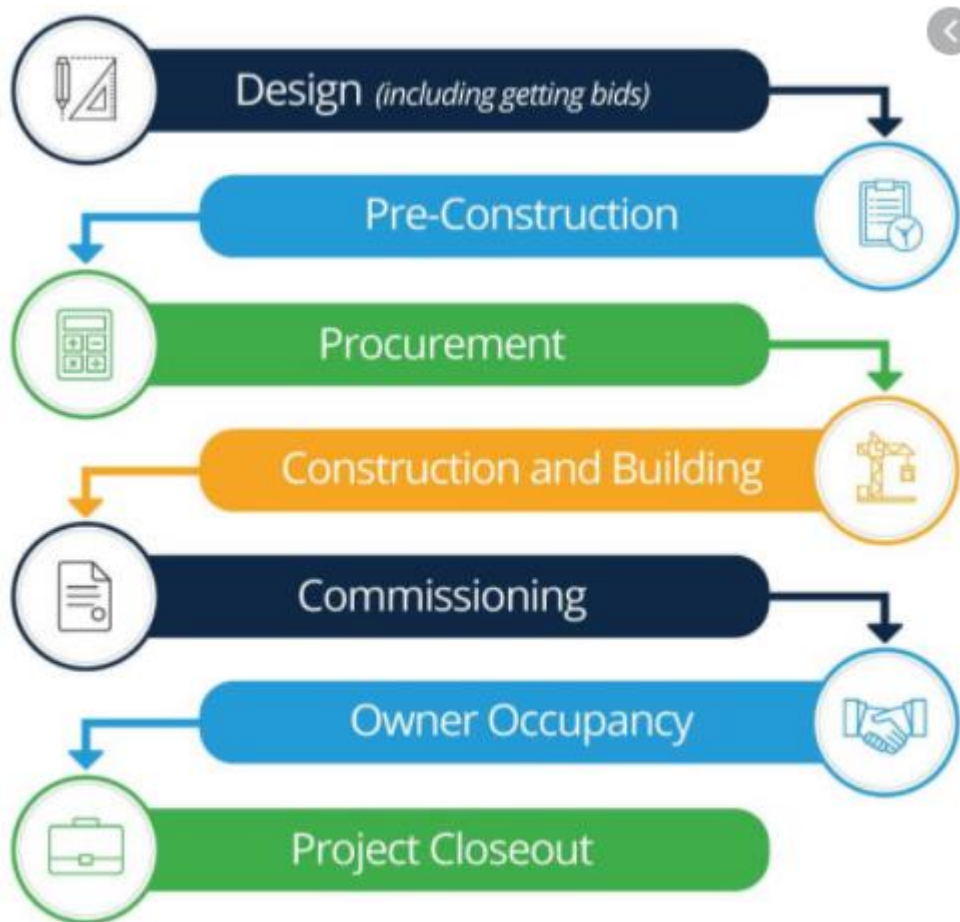 Design (including getting bids)
Pre-Construction
Procurement
Construction and Building
Commissioning
Owner Occupancy
Project Closeout